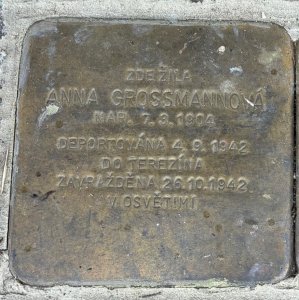 ZDE ŽILA
ANNA GROSSMANNOVÁ
NAR. 7. 3. 1904
DEPORTOVÁNA 4. 9. 1942
DO TEREZÍNA
ZAVRAŽDĚNA 26.10.1942
V OSVĚTIMI